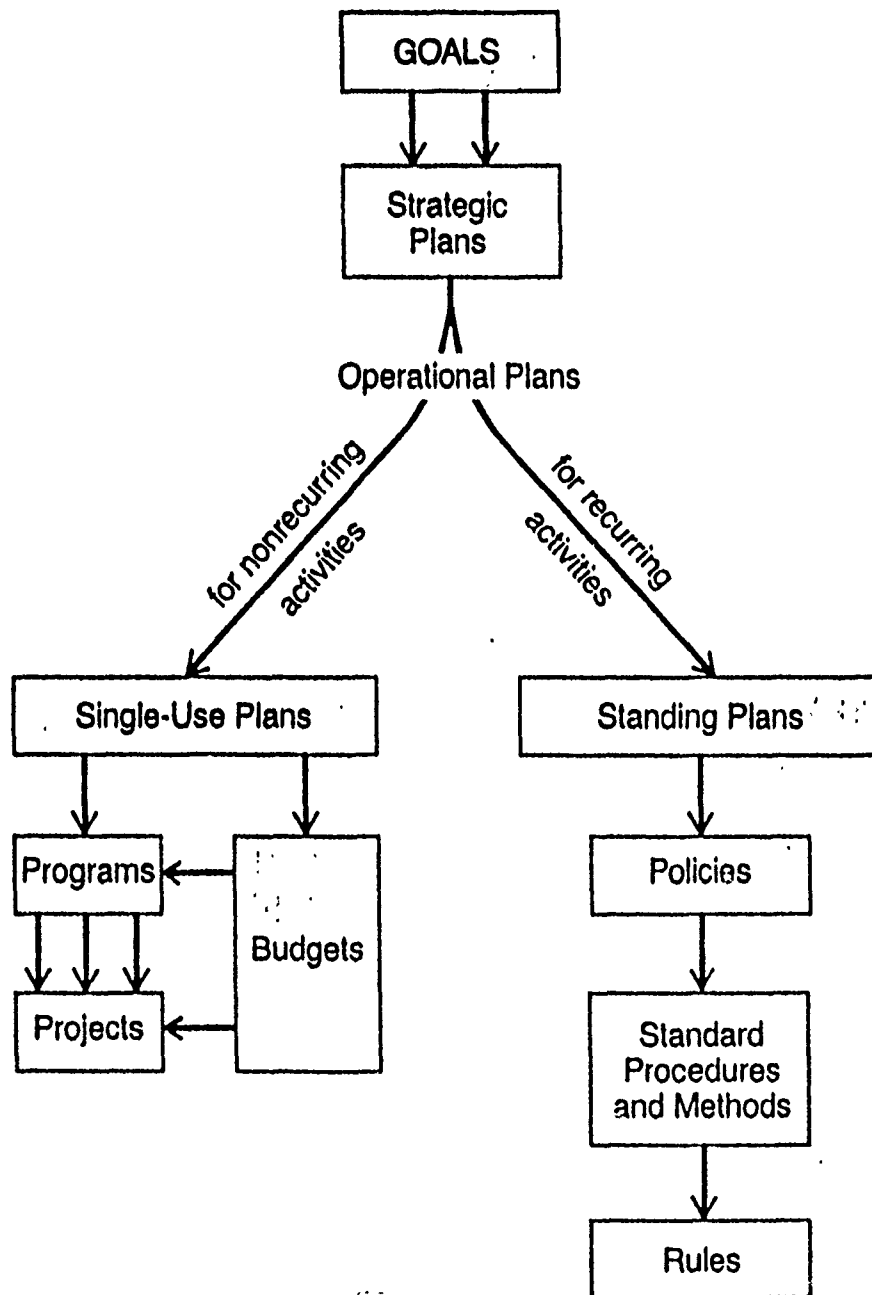 GOALS
Strategic
Plans
Operational Plans
for nonrecurring
activities
for recurring
activities
Single-Use Plans
Standing Plans
Programs
Budgets
Projects
Policies
Standard
Procedures
and Methods
Rules